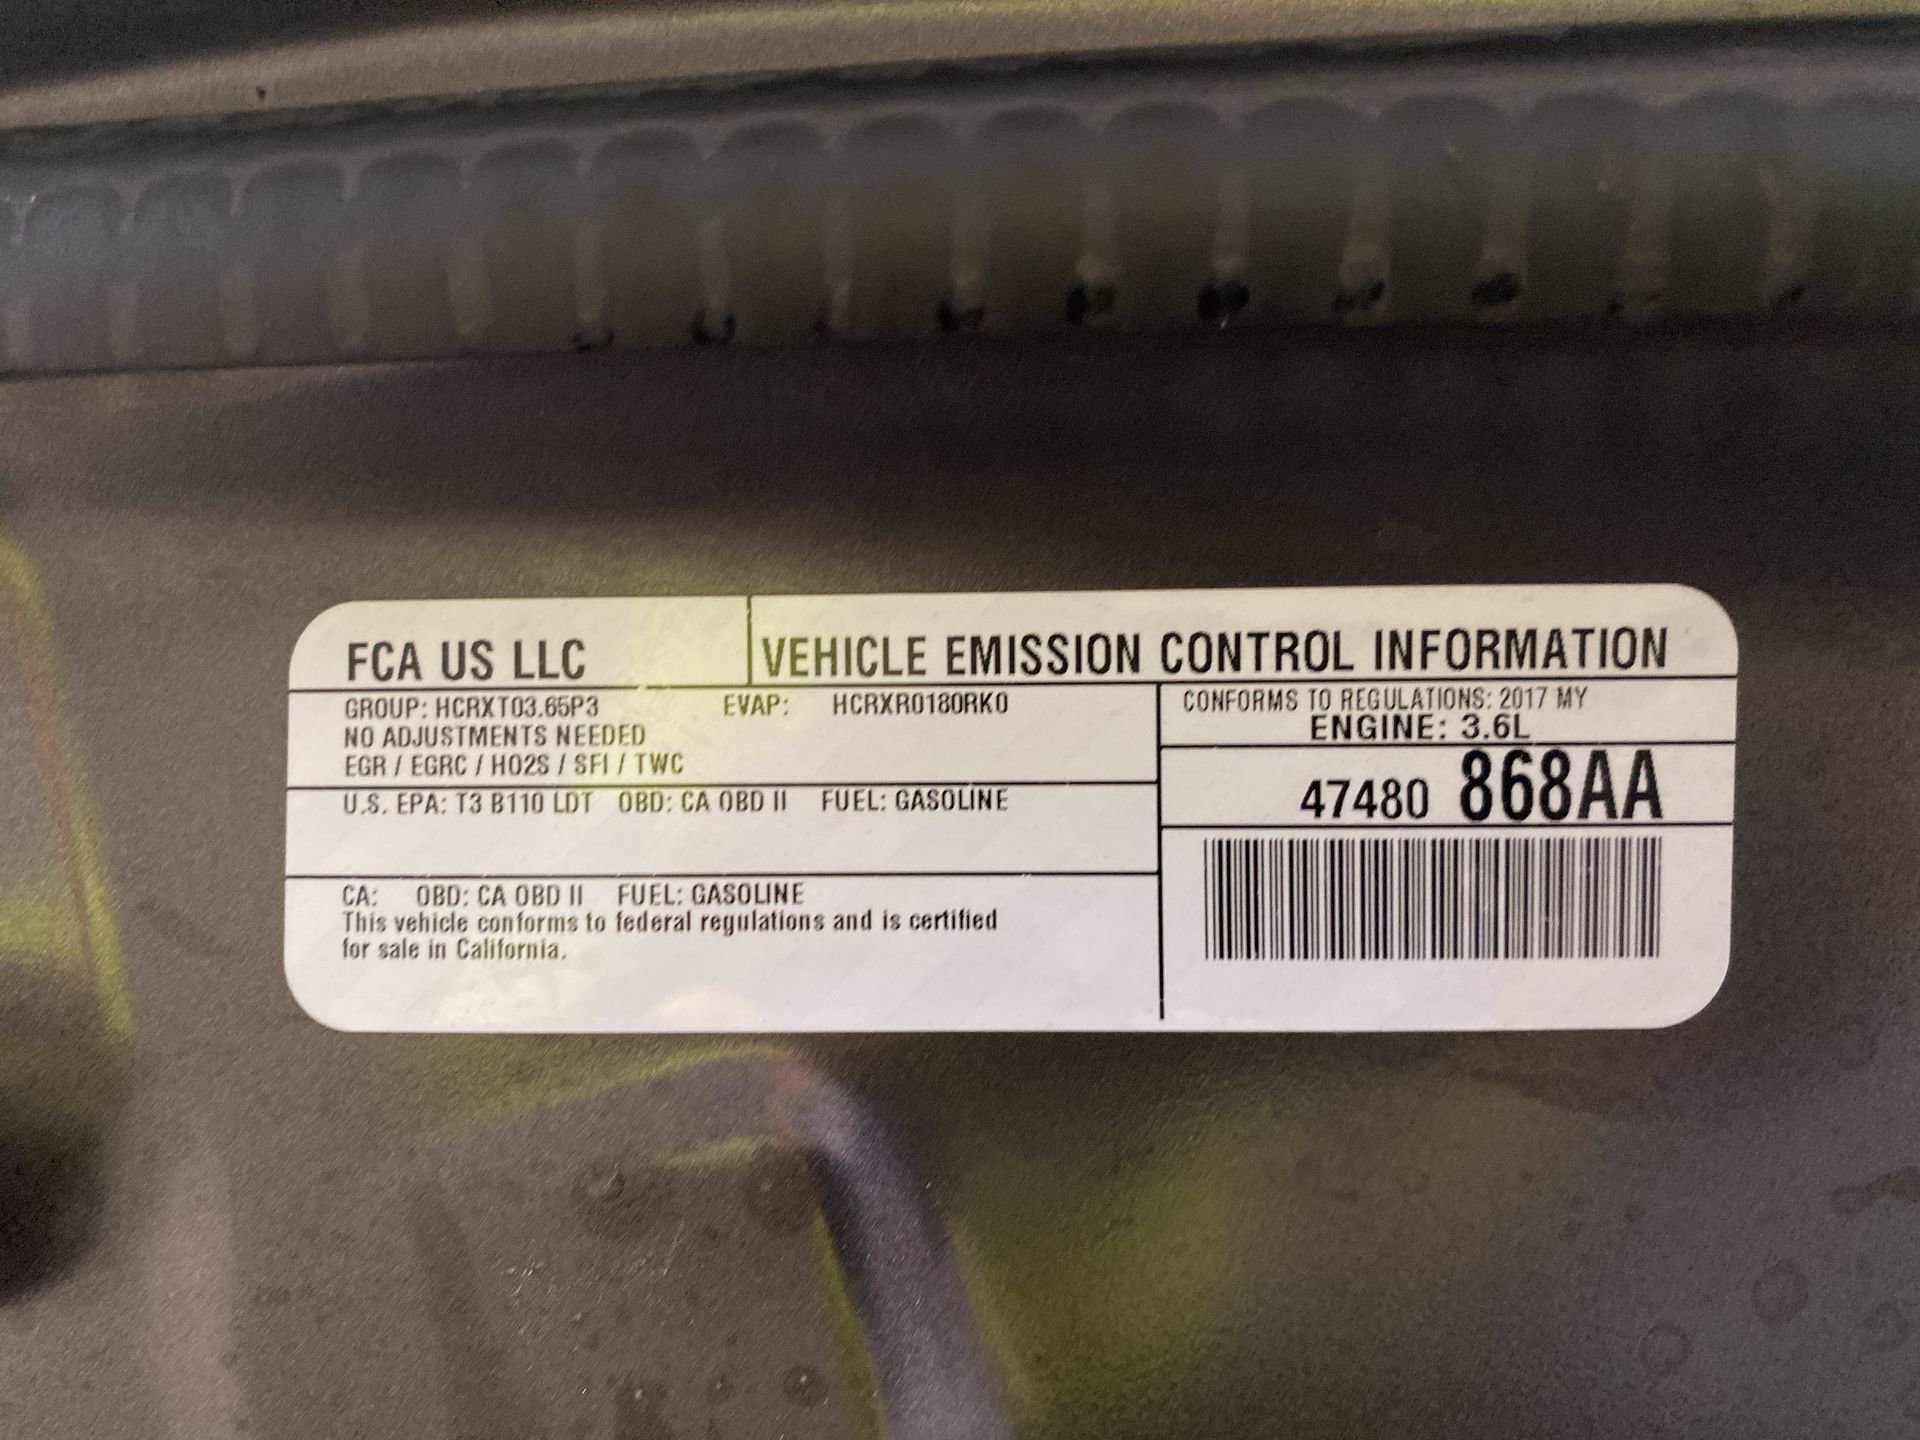 FCA US LLC
VEHICLE EMISSION CONTROL INFORMATION
GROUP: HCRXT03.65P3 EVAP: HCRXR0180RK0
NO ADJUSTMENTS NEEDED
EGR / EGRC / HO2S / SFI / TWC
U.S. EPA: T3 B110 LDT OBD: CA OBD II FUEL: GASOLINE
CA: OBD: CA OBD II FUEL: GASOLINE
This vehicle conforms to federal regulations and is certified
for sale in California.
CONFORMS TO REGULATIONS: 2017 MY
ENGINE: 3.6L
47480 868AA